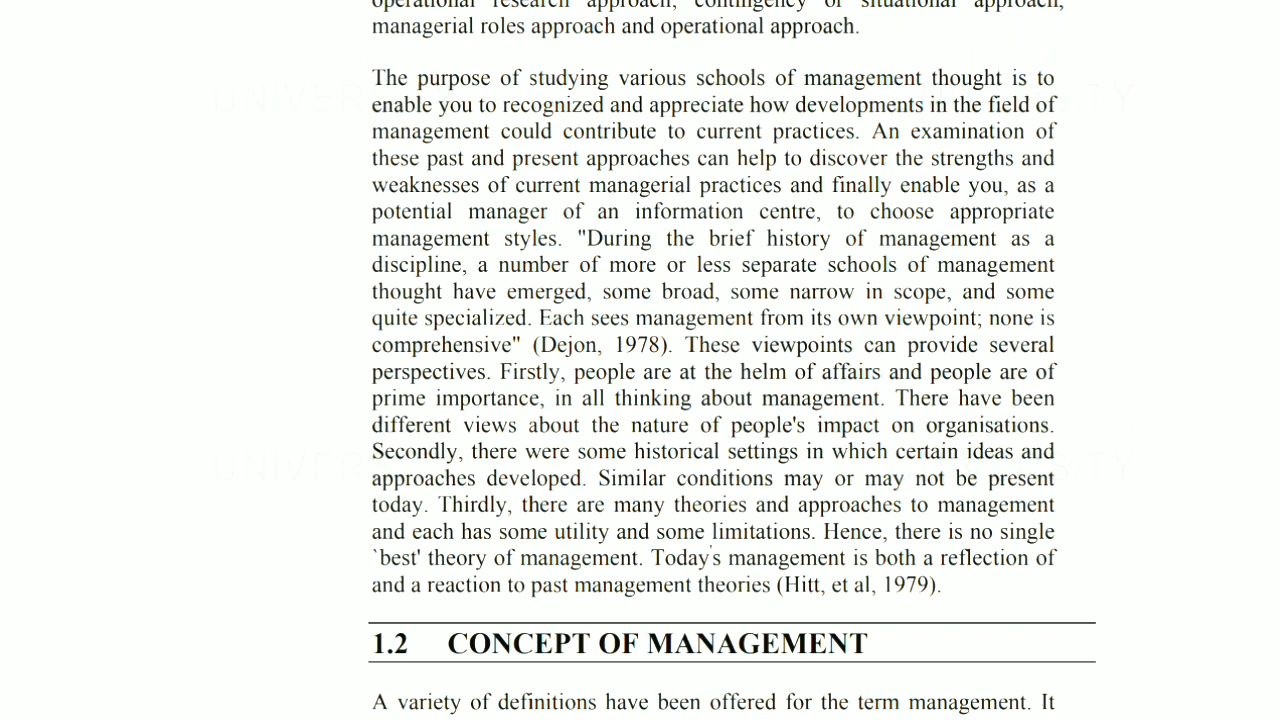 operational research approach, contingency or situational approach,
managerial roles approach and operational approach.
The purpose of studying various schools of management thought is to
enable you to recognized and appreciate how developments in the field of
management could contribute to current practices. An examination of
these past and present approaches can help to discover the strengths and
weaknesses of current managerial practices and finally enable you, as a
potential manager of an information centre, to choose appropriate
management styles. "During the brief history of management as a
discipline, a number of more or less separate schools of management
thought have emerged, some broad, some narrow in scope, and some
quite specialized. Each sees management from its own viewpoint; none is
comprehensive" (Dejon, 1978). These viewpoints can provide several
perspectives. Firstly, people are at the helm of affairs and people are of
prime importance, in all thinking about management. There have been
different views about the nature of people's impact on organisations.
Secondly, there were some historical settings in which certain ideas and
approaches developed. Similar conditions may or may not be present
today. Thirdly, there are many theories and approaches to management
and each has some utility and some limitations. Hence, there is no single
`best' theory of management. Today's management is both a reflection of
and a reaction to past management theories (Hitt, et al, 1979).
1.2 CONCEPT OF MANAGEMENT
A variety of definitions have been offered for the term management. It